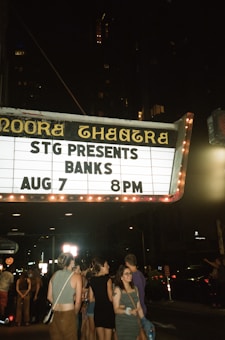 MOORE THEATRE
STG PRESENTS
BANKS
AUG 7 8PM